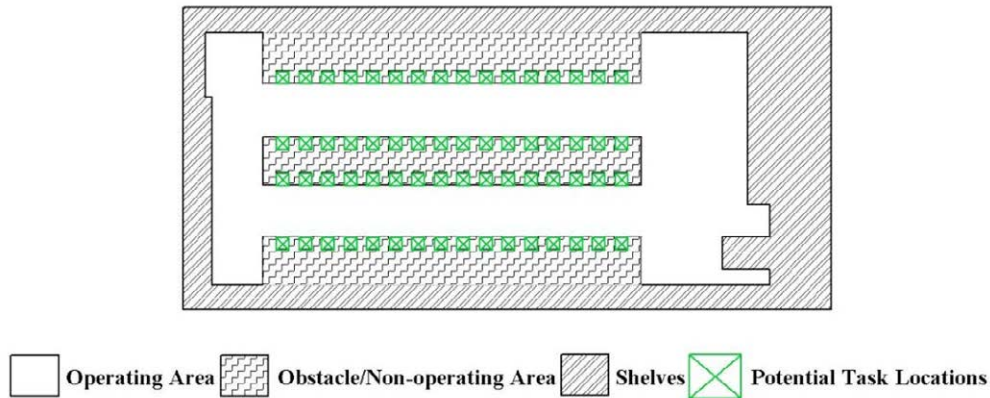 Operating Area
Obstacle/Non-operating Area
Shelves
Potential Task Locations